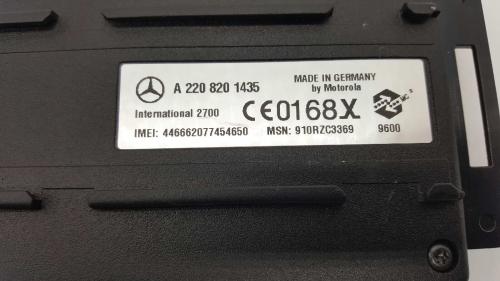 A 220 820 1435
MADE IN GERMANY
by Motorola
International 2700
CE0168X
IMEI: 446662077454650
MSN: 910RZC3369
9600